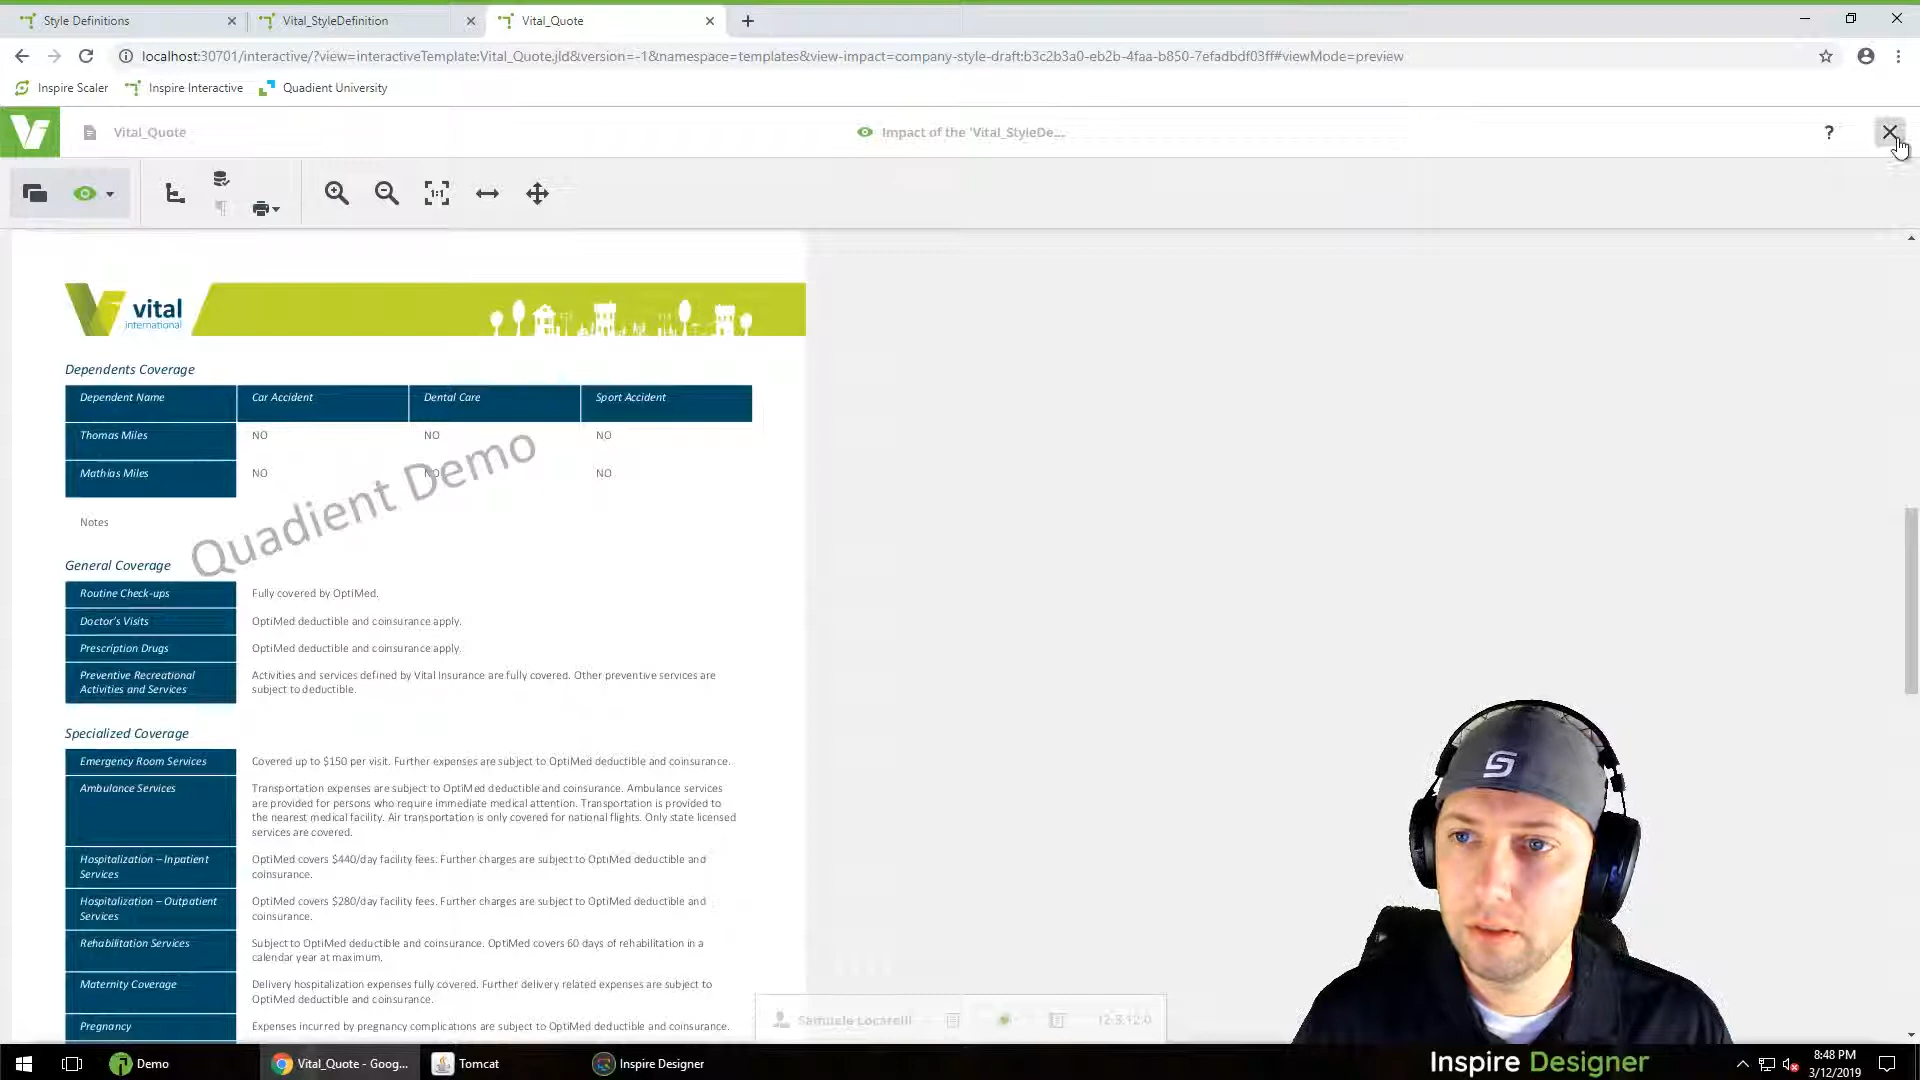 Style Definitions
Vital_StyleDefinition
Vital_Quote
localhost:30701/interactive/?view=interactiveTemplate:Vital_Quote.jld&version=-1&namespace=templates&view-impact=company-style-draft:b3c2b3a0-eb2b-4faa-b850-7efadbdf03ff#viewMode=preview
Inspire Scaler
Inspire Interactive
Quadient University
Vital_Quote
Impact of the 'Vital_StyleDe...
?
1:1
vital
international
Dependents Coverage
Dependent Name Car Accident Dental Care Sport Accident
Thomas Miles NO NO NO
Mathias Miles NO NO NO
Quadient Demo
Notes
General Coverage
Routine Check-ups Fully covered by OptiMed.
Doctor's Visits OptiMed deductible and coinsurance apply.
Prescription Drugs OptiMed deductible and coinsurance apply.
Preventive Recreational Activities and Services Activities and services defined by Vital Insurance are fully covered. Other preventive services are
subject to deductible.
Specialized Coverage
Emergency Room Services Covered up to $150 per visit. Further expenses are subject to OptiMed deductible and coinsurance.
Ambulance Services Transportation expenses are subject to OptiMed deductible and coinsurance. Ambulance services
are provided for persons who require immediate medical attention. Transportation is provided to
the nearest medical facility. Air transportation is only covered for national flights. Only state licensed
services are covered.
Hospitalization – Inpatient Services OptiMed covers $440/day facility fees. Further charges are subject to OptiMed deductible and
coinsurance.
Hospitalization – Outpatient Services OptiMed covers $280/day facility fees. Further charges are subject to OptiMed deductible and
coinsurance.
Rehabilitation Services Subject to OptiMed deductible and coinsurance. OptiMed covers 60 days of rehabilitation in a
calendar year at maximum.
Maternity Coverage Delivery hospitalization expenses fully covered. Further delivery related expenses are subject to
OptiMed deductible and coinsurance.
Pregnancy Expenses incurred by pregnancy complications are subject to OptiMed deductible and coinsurance.
Samuele Locarelli
12.3.12.0
Demo
Vital_Quote - Goog...
Tomcat
Inspire Designer
Inspire Designer
8:48 PM
3/12/2019